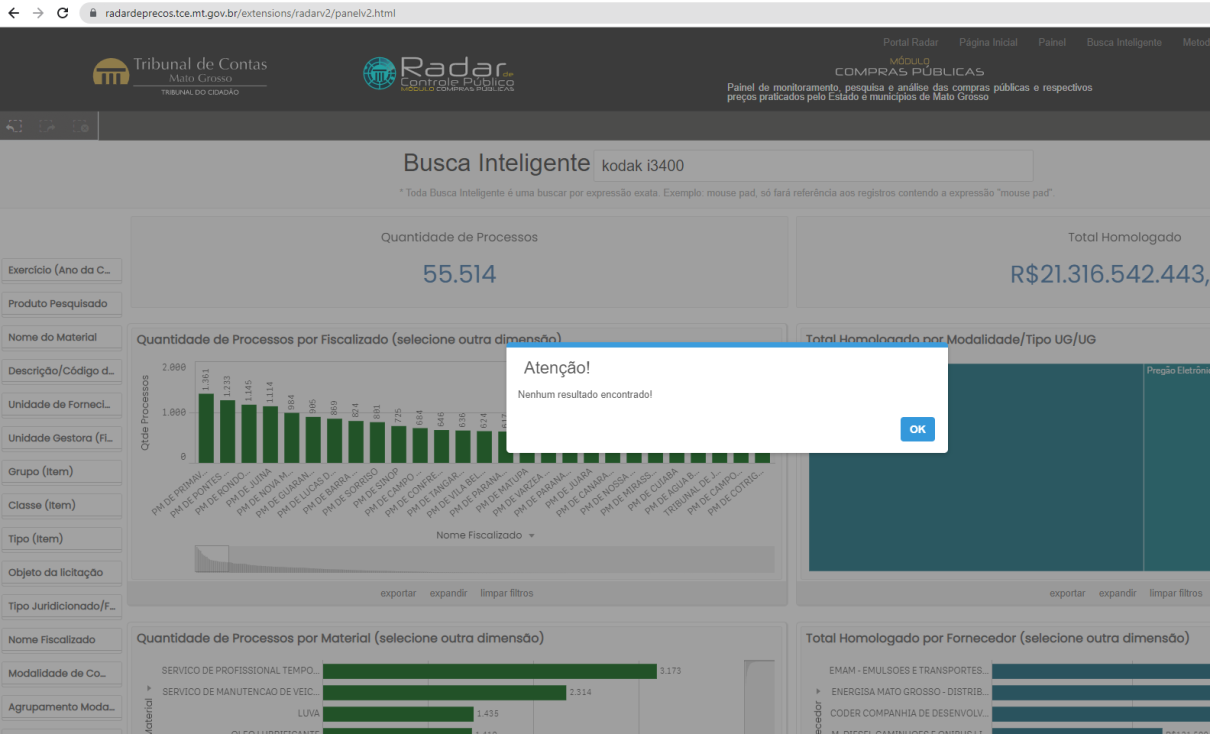 radardeprecos.tce.mt.gov.br/extensions/radarv2/panelv2.html
Portal Radar Página Inicial Painel Busca Inteligente Metod
Tribunal de Contas
Mato Grosso
TRIBUNAL DO CIDADÃO
Radar de
Controle Público
MÓDULO COMPRAS PÚBLICAS
MÓDULO
COMPRAS PÚBLICAS
Painel de monitoramento, pesquisa e análise das compras públicas e respectivos
preços praticados pelo Estado e municípios de Mato Grosso
Busca Inteligente kodak i3400
* Toda Busca Inteligente é uma buscar por expressão exata. Exemplo: mouse pad, só fará referência aos registros contendo a expressão "mouse pad".
Quantidade de Processos
55.514
Total Homologado
R$21.316.542.443,
Exercício (Ano da C...
Produto Pesquisado
Nome do Material
Descrição/Código d...
Unidade de Forneci...
Unidade Gestora (Fi...
Grupo (Item)
Classe (Item)
Tipo (Item)
Objeto da licitação
Tipo Juridicionado/F...
Nome Fiscalizado
Modalidade de Co...
Agrupamento Moda...
Quantidade de Processos por Fiscalizado (selecione outra dimensão)
Qtde Processos
2.000
1.000
0
1.361
1.233
1.145
1.114
984
905
869
824
801
725
684
646
636
624
PM DE PRIMAV...
PM DE PONTES ...
PM DE RONDO...
PM DE JUINA
PM DE NOVA M...
PM DE GUARAN...
PM DE LUCAS D...
PM DE BARRA ...
PM DE SORRISO
PM DE SINOP
PM DE CAMPO ...
PM DE CONFRE...
PM DE TANGAR...
PM DE VILA BE...
PM DE PARANA...
PM DE MATUPA
PM DE VARZEA ...
PM DE PARANA...
PM DE JUARA
PM DE CANARA...
PM DE NOSSA ...
PM DE MIRASS...
PM DE CUIABA
PM DE AGUA B...
TRIBUNAL DE J...
PM DE CAMPO...
PM DE COTRIG...
Nome Fiscalizado
exportar expandir limpar filtros
Total Homologado por Modalidade/Tipo UG/UG
Pregão Eletrôni
exportar expandir limpar filtros
Atenção!
Nenhum resultado encontrado!
OK
Quantidade de Processos por Material (selecione outra dimensão)
Material
SERVICO DE PROFISSIONAL TEMPO... 3.173
SERVICO DE MANUTENCAO DE VEIC... 2.314
LUVA 1.435
OLEO LUBRIFICANTE
Total Homologado por Fornecedor (selecione outra dimensão)
EMAM - EMULSOES E TRANSPORTES...
ENERGISA MATO GROSSO - DISTRIB...
CODER COMPANHIA DE DESENVOLV...